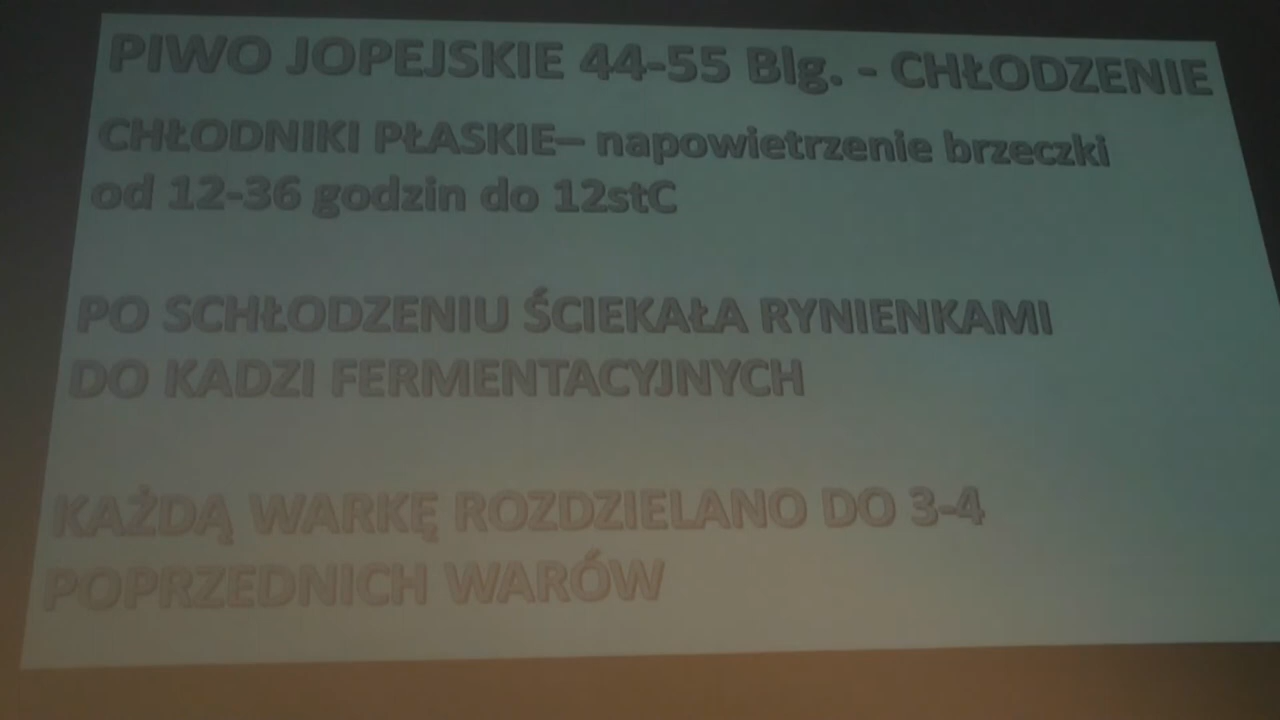 PIWO JOPEJSKIE 44-55 Blg. - CHŁODZENIE
CHŁODNIKI PŁASKIE– napowietrzenie brzeczki
od 12-36 godzin do 12stC
PO SCHŁODZENIU ŚCIEKAŁA RYNIENKAMI
DO KADZI FERMENTACYJNYCH
KAŻDĄ WARKĘ ROZDZIELANO DO 3-4
POPRZEDNICH WARÓW